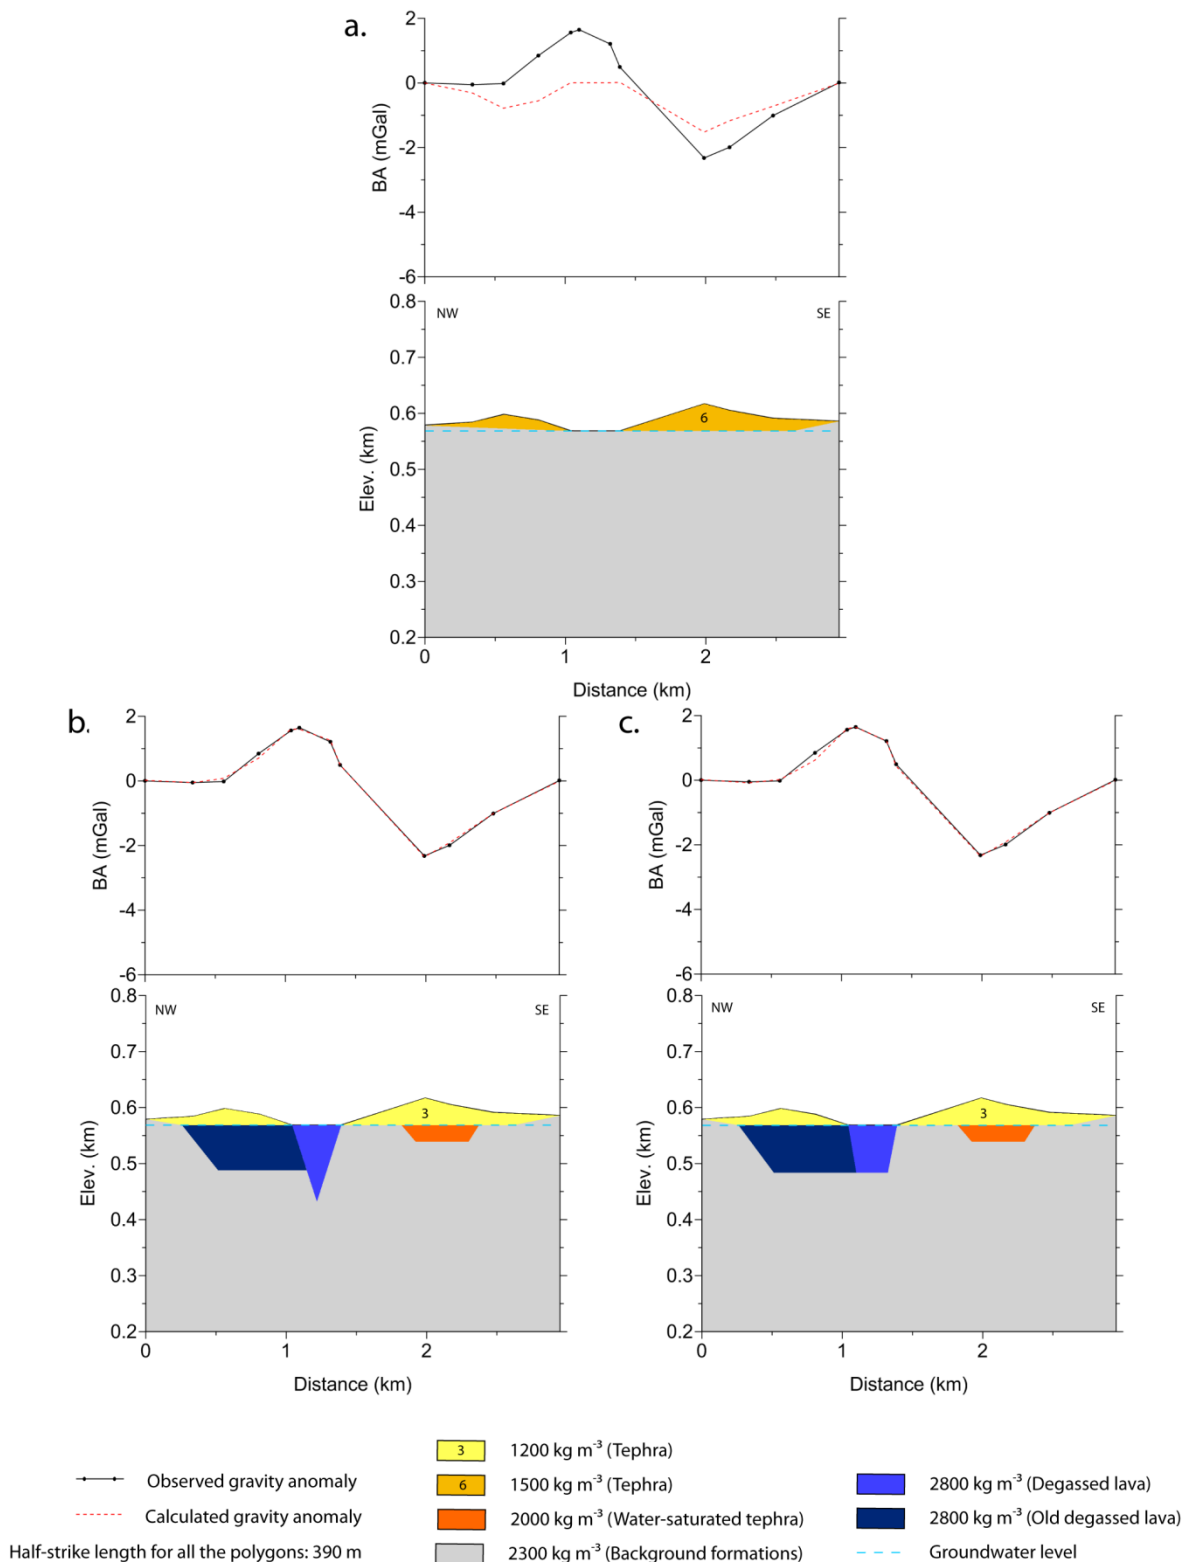 a.
2
0
-2
-4
-6
BA (mGal)
0.8
0.7
0.6
0.5
0.4
0.3
0.2
Elev. (km)
NW
SE
6
0
1
2
Distance (km)
b.
2
0
-2
-4
-6
BA (mGal)
0.8
0.7
0.6
0.5
0.4
0.3
0.2
Elev. (km)
NW
SE
3
0
1
2
Distance (km)
c.
2
0
-2
-4
-6
BA (mGal)
0.8
0.7
0.6
0.5
0.4
0.3
0.2
Elev. (km)
NW
SE
3
0
1
2
Distance (km)
Observed gravity anomaly
Calculated gravity anomaly
Half-strike length for all the polygons: 390 m
3 1200 kg m⁻³ (Tephra)
6 1500 kg m⁻³ (Tephra)
2000 kg m⁻³ (Water-saturated tephra)
2300 kg m⁻³ (Background formations)
2800 kg m⁻³ (Degassed lava)
2800 kg m⁻³ (Old degassed lava)
Groundwater level